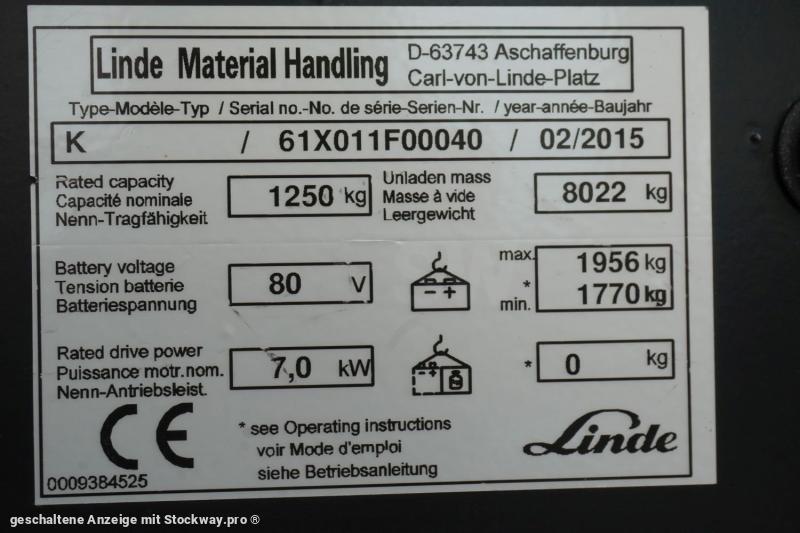 Linde Material Handling
D-63743 Aschaffenburg
Carl-von-Linde-Platz
Type-Modèle-Typ / Serial no.-No. de série-Serien-Nr. / year-année-Baujahr
K / 61X011F00040 / 02/2015
Rated capacity
Capacité nominale
Nenn-Tragfähigkeit
1250 kg
Unladen mass
Masse à vide
Leergewicht
8022 kg
Battery voltage
Tension batterie
Batteriespannung
80 V
- +
max.
*
min.
1956 kg
1770 kg
Rated drive power
Puissance motr.nom.
Nenn-Antriebsleist.
7,0 kW
- +
* 0 kg
CE
* see Operating instructions
voir Mode d'emploi
siehe Betriebsanleitung
Linde
0009384525
geschaltene Anzeige mit Stockway.pro ®